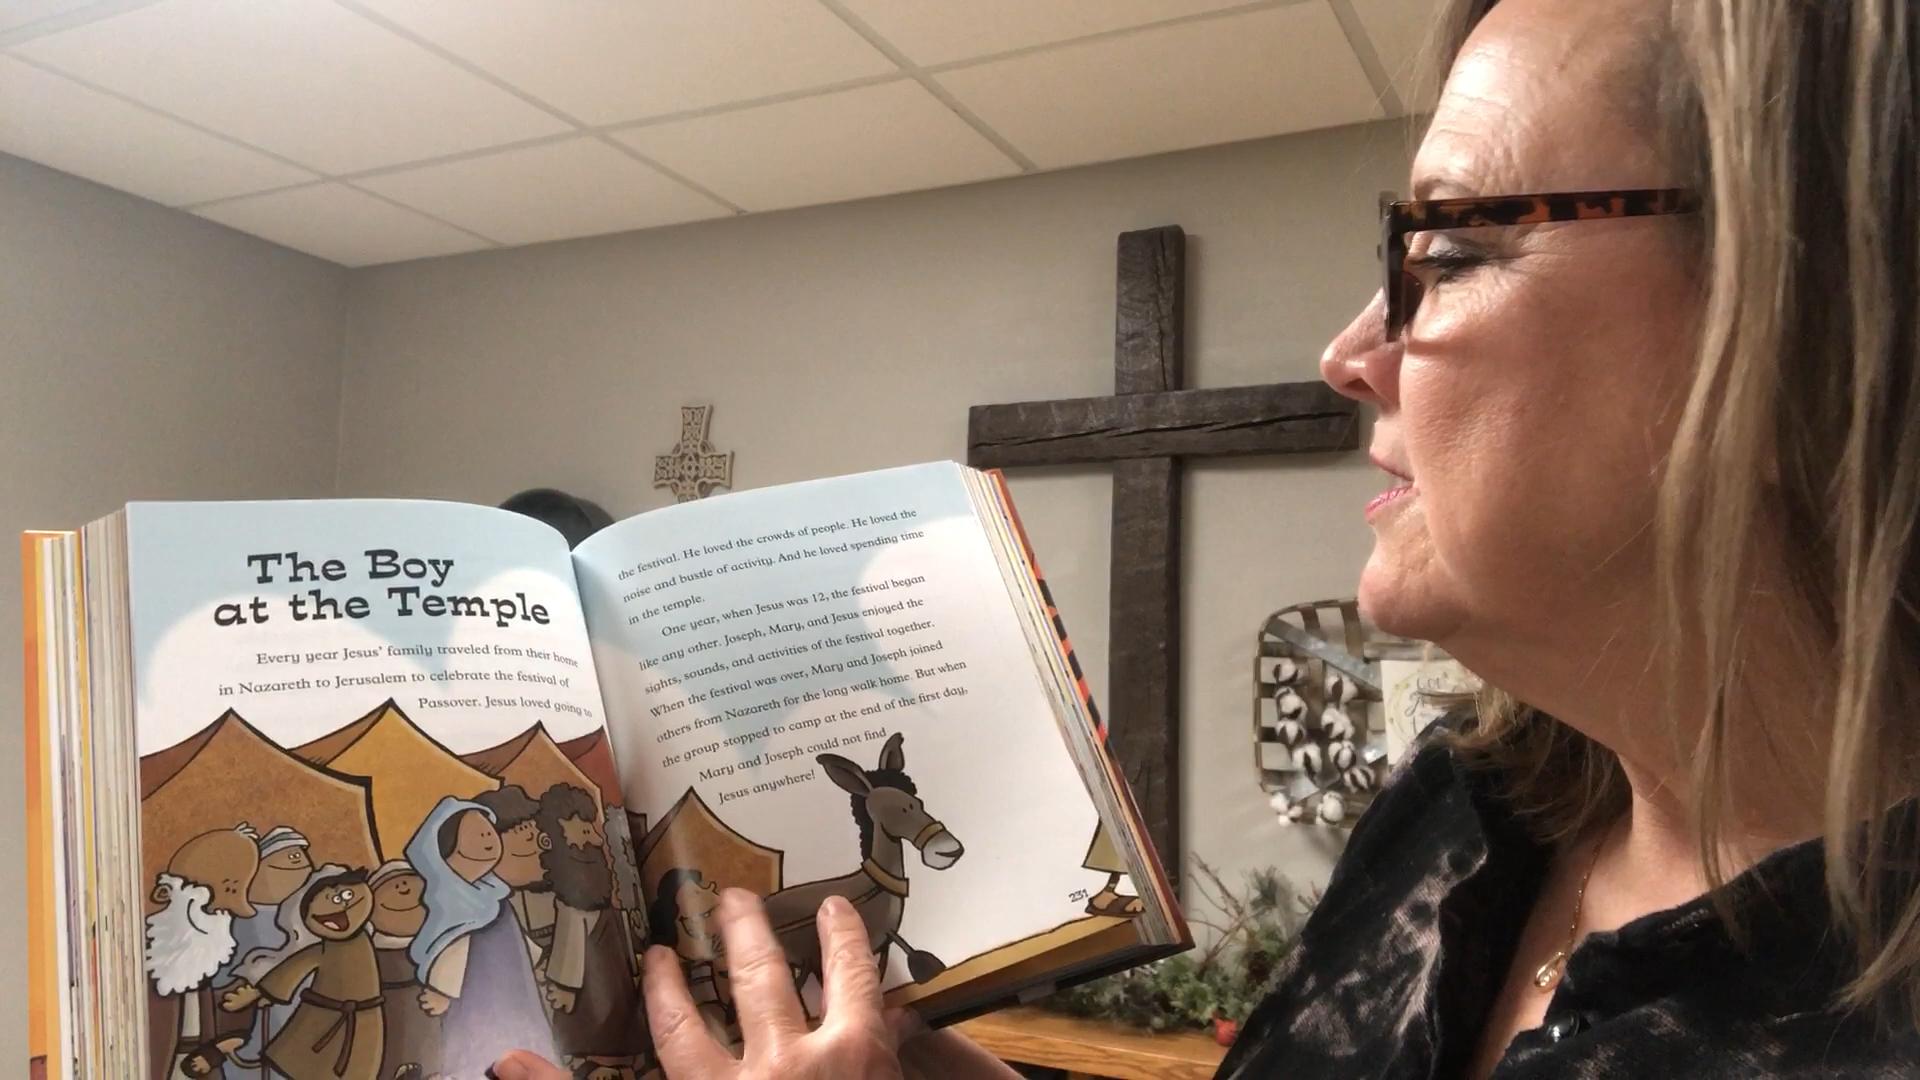 The Boy
at the Temple
Every year Jesus' family traveled from their home
in Nazareth to Jerusalem to celebrate the festival of
Passover. Jesus loved going to
the festival. He loved the crowds of people. He loved the
noise and bustle of activity. And he loved spending time
in the temple.
One year, when Jesus was 12, the festival began
like any other. Joseph, Mary, and Jesus enjoyed the
sights, sounds, and activities of the festival together.
When the festival was over, Mary and Joseph joined
others from Nazareth for the long walk home. But when
the group stopped to camp at the end of the first day,
Mary and Joseph could not find
Jesus anywhere!
231